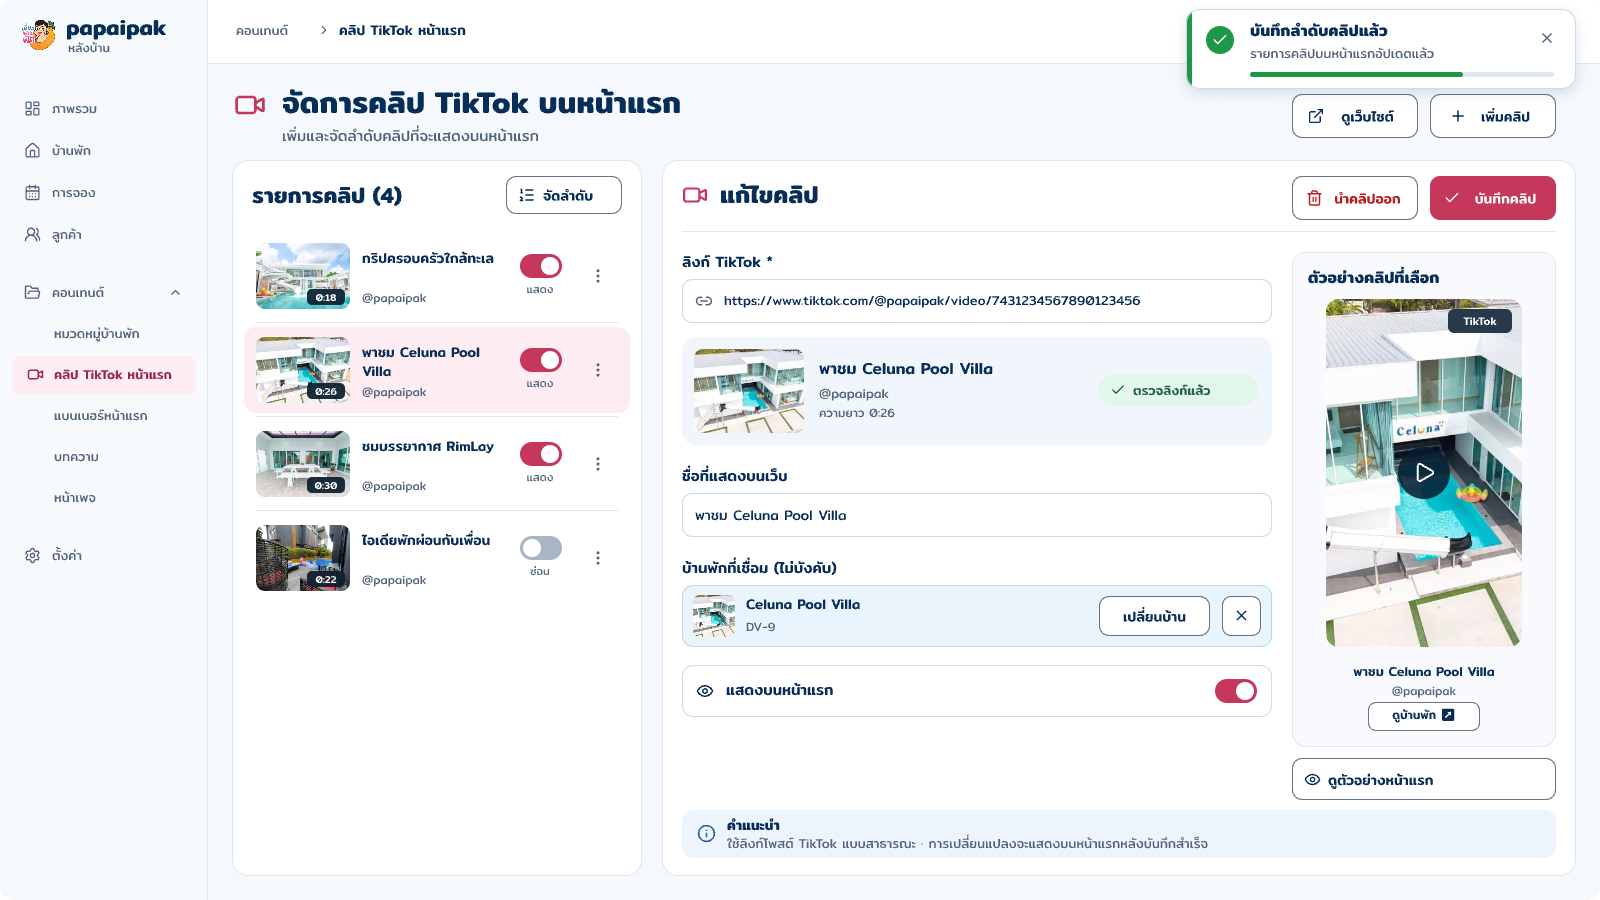 papaipak
หลังบ้าน
ภาพรวม
บ้านพัก
การจอง
ลูกค้า
คอนเทนต์
หมวดหมู่บ้านพัก
คลิป TikTok หน้าแรก
แบนเนอร์หน้าแรก
บทความ
หน้าเพจ
ตั้งค่า
คอนเทนต์ > คลิป TikTok หน้าแรก
บันทึกลำดับคลิปแล้ว
รายการคลิปบนหน้าแรกอัปเดตแล้ว
จัดการคลิป TikTok บนหน้าแรก
เพิ่มและจัดลำดับคลิปที่จะแสดงบนหน้าแรก
ดูเว็บไซต์
เพิ่มคลิป
รายการคลิป (4)
จัดลำดับ
ทริปครอบครัวใกล้ทะเล
@papaipak
0:18
แสดง
พาชม Celuna Pool
Villa
@papaipak
0:26
แสดง
ชมบรรยากาศ RimLay
@papaipak
0:30
แสดง
ไอเดียพักผ่อนกับเพื่อน
@papaipak
0:22
ซ่อน
แก้ไขคลิป
นำคลิปออก
บันทึกคลิป
ลิงก์ TikTok *
https://www.tiktok.com/@papaipak/video/7431234567890123456
พาชม Celuna Pool Villa
@papaipak
ความยาว 0:26
ตรวจลิงก์แล้ว
ชื่อที่แสดงบนเว็บ
พาชม Celuna Pool Villa
บ้านพักที่เชื่อม (ไม่บังคับ)
Celuna Pool Villa
DV-9
เปลี่ยนบ้าน
แสดงบนหน้าแรก
ตัวอย่างคลิปที่เลือก
TikTok
Celuna
พาชม Celuna Pool Villa
@papaipak
ดูบ้านพัก
ดูตัวอย่างหน้าแรก
คำแนะนำ
ใช้ลิงก์โพสต์ TikTok แบบสาธารณะ · การเปลี่ยนแปลงจะแสดงบนหน้าแรกหลังบันทึกสำเร็จ